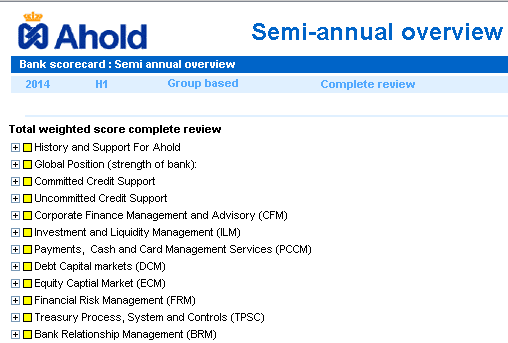 Ahold
Semi-annual overview
Bank scorecard : Semi annual overview
2014 H1 Group based Complete review
Total weighted score complete review
History and Support For Ahold
Global Position (strength of bank):
Committed Credit Support
Uncommitted Credit Support
Corporate Finance Management and Advisory (CFM)
Investment and Liquidity Management (ILM)
Payments, Cash and Card Management Services (PCCM)
Debt Capital markets (DCM)
Equity Captial Market (ECM)
Financial Risk Management (FRM)
Treasury Process, System and Controls (TPSC)
Bank Relationship Management (BRM)